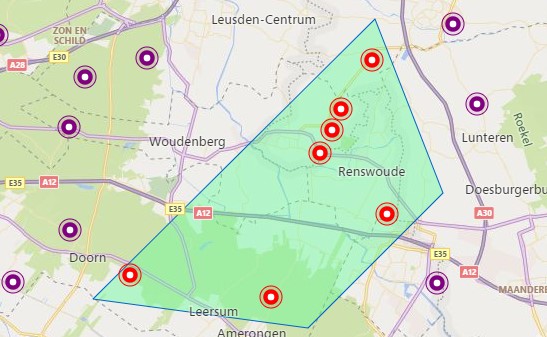 Leusden-Centrum
ZON EN
SCHILD
E30
A28
Woudenberg
Lunteren
Roekel
Renswoude
E35
A12
Doesburgerbu
E35
A12
A30
E35
Doorn
A12
MAANDERE
Leersum
Amerongen